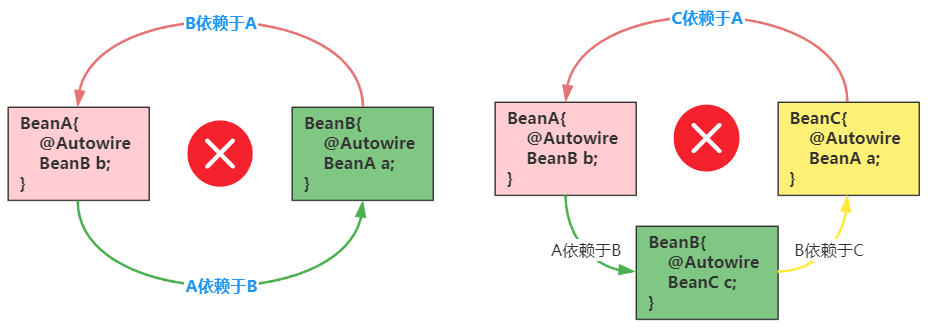 B依赖于A
BeanA{
@Autowire
BeanB b;
}
BeanB{
@Autowire
BeanA a;
}
A依赖于B
C依赖于A
BeanA{
@Autowire
BeanB b;
}
BeanC{
@Autowire
BeanA a;
}
A依赖于B
BeanB{
@Autowire
BeanC c;
}
B依赖于C